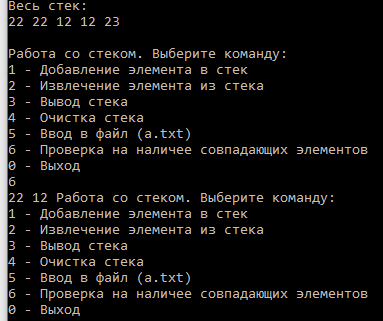 Весь стек:
22 22 12 12 23
Работа со стеком. Выберите команду:
1 - Добавление элемента в стек
2 - Извлечение элемента из стека
3 - Вывод стека
4 - Очистка стека
5 - Ввод в файл (a.txt)
6 - Проверка на наличее совпадающих элементов
0 - Выход
6
22 12 Работа со стеком. Выберите команду:
1 - Добавление элемента в стек
2 - Извлечение элемента из стека
3 - Вывод стека
4 - Очистка стека
5 - Ввод в файл (a.txt)
6 - Проверка на наличее совпадающих элементов
0 - Выход